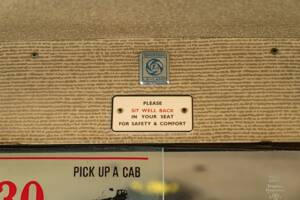 PLEASE
SIT WELL BACK
IN YOUR SEAT
FOR SAFETY & COMFORT
PICK UP A CAB
30